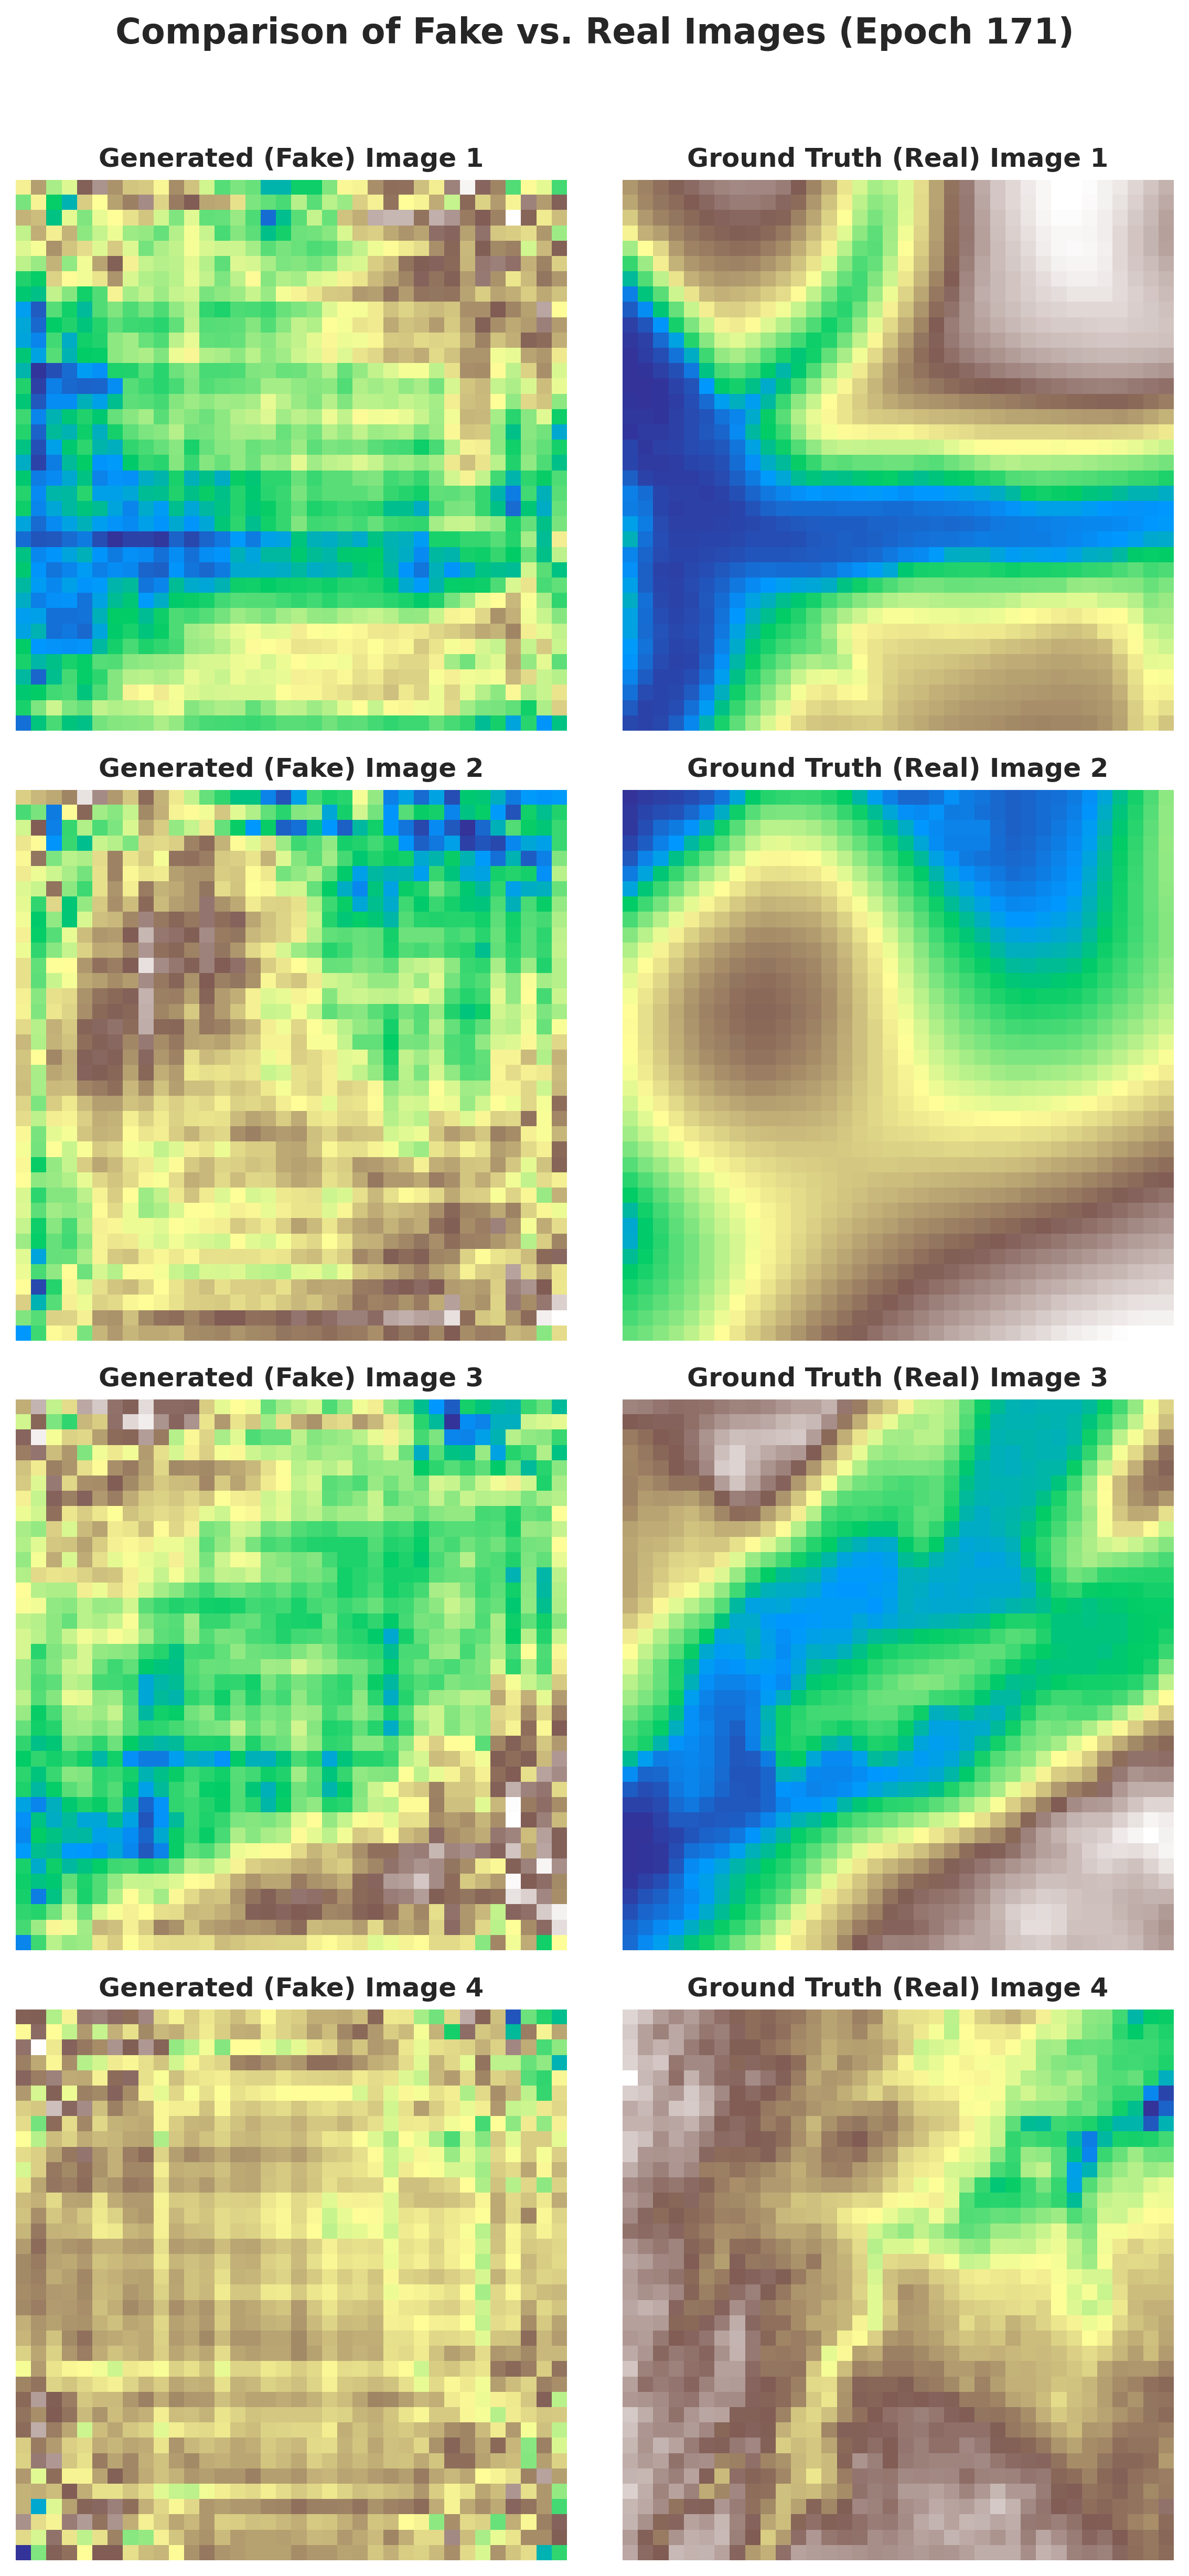 Comparison of Fake vs. Real Images (Epoch 171)
Generated (Fake) Image 1
Ground Truth (Real) Image 1
Generated (Fake) Image 2
Ground Truth (Real) Image 2
Generated (Fake) Image 3
Ground Truth (Real) Image 3
Generated (Fake) Image 4
Ground Truth (Real) Image 4